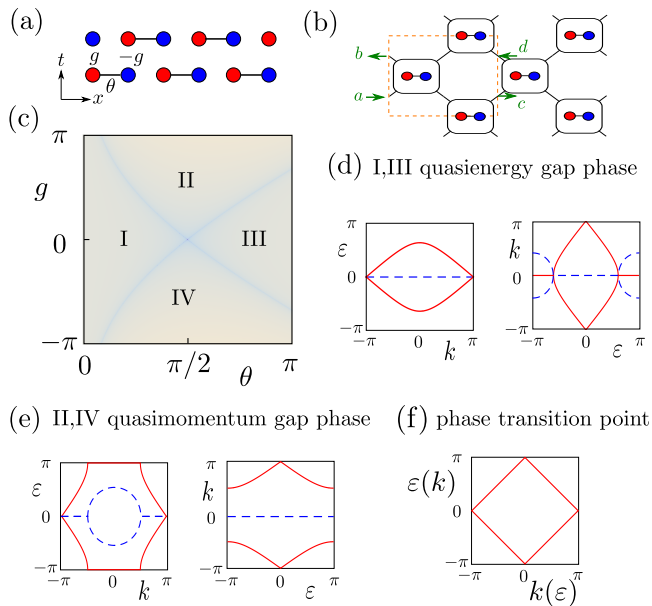 (a)
t
x
g
−g
θ
(b)
b
a
d
c
(c)
π
g
0
−π
0
π/2
θ
π
I
II
III
IV
(d) I,III quasienergy gap phase
π
ε
0
−π
−π
0
k
π
π
k
0
−π
−π
0
ε
π
(e) II,IV quasimomentum gap phase
π
ε
0
−π
−π
0
k
π
π
k
0
−π
−π
0
ε
π
(f) phase transition point
π
ε(k)
0
−π
−π
0
π
k(ε)